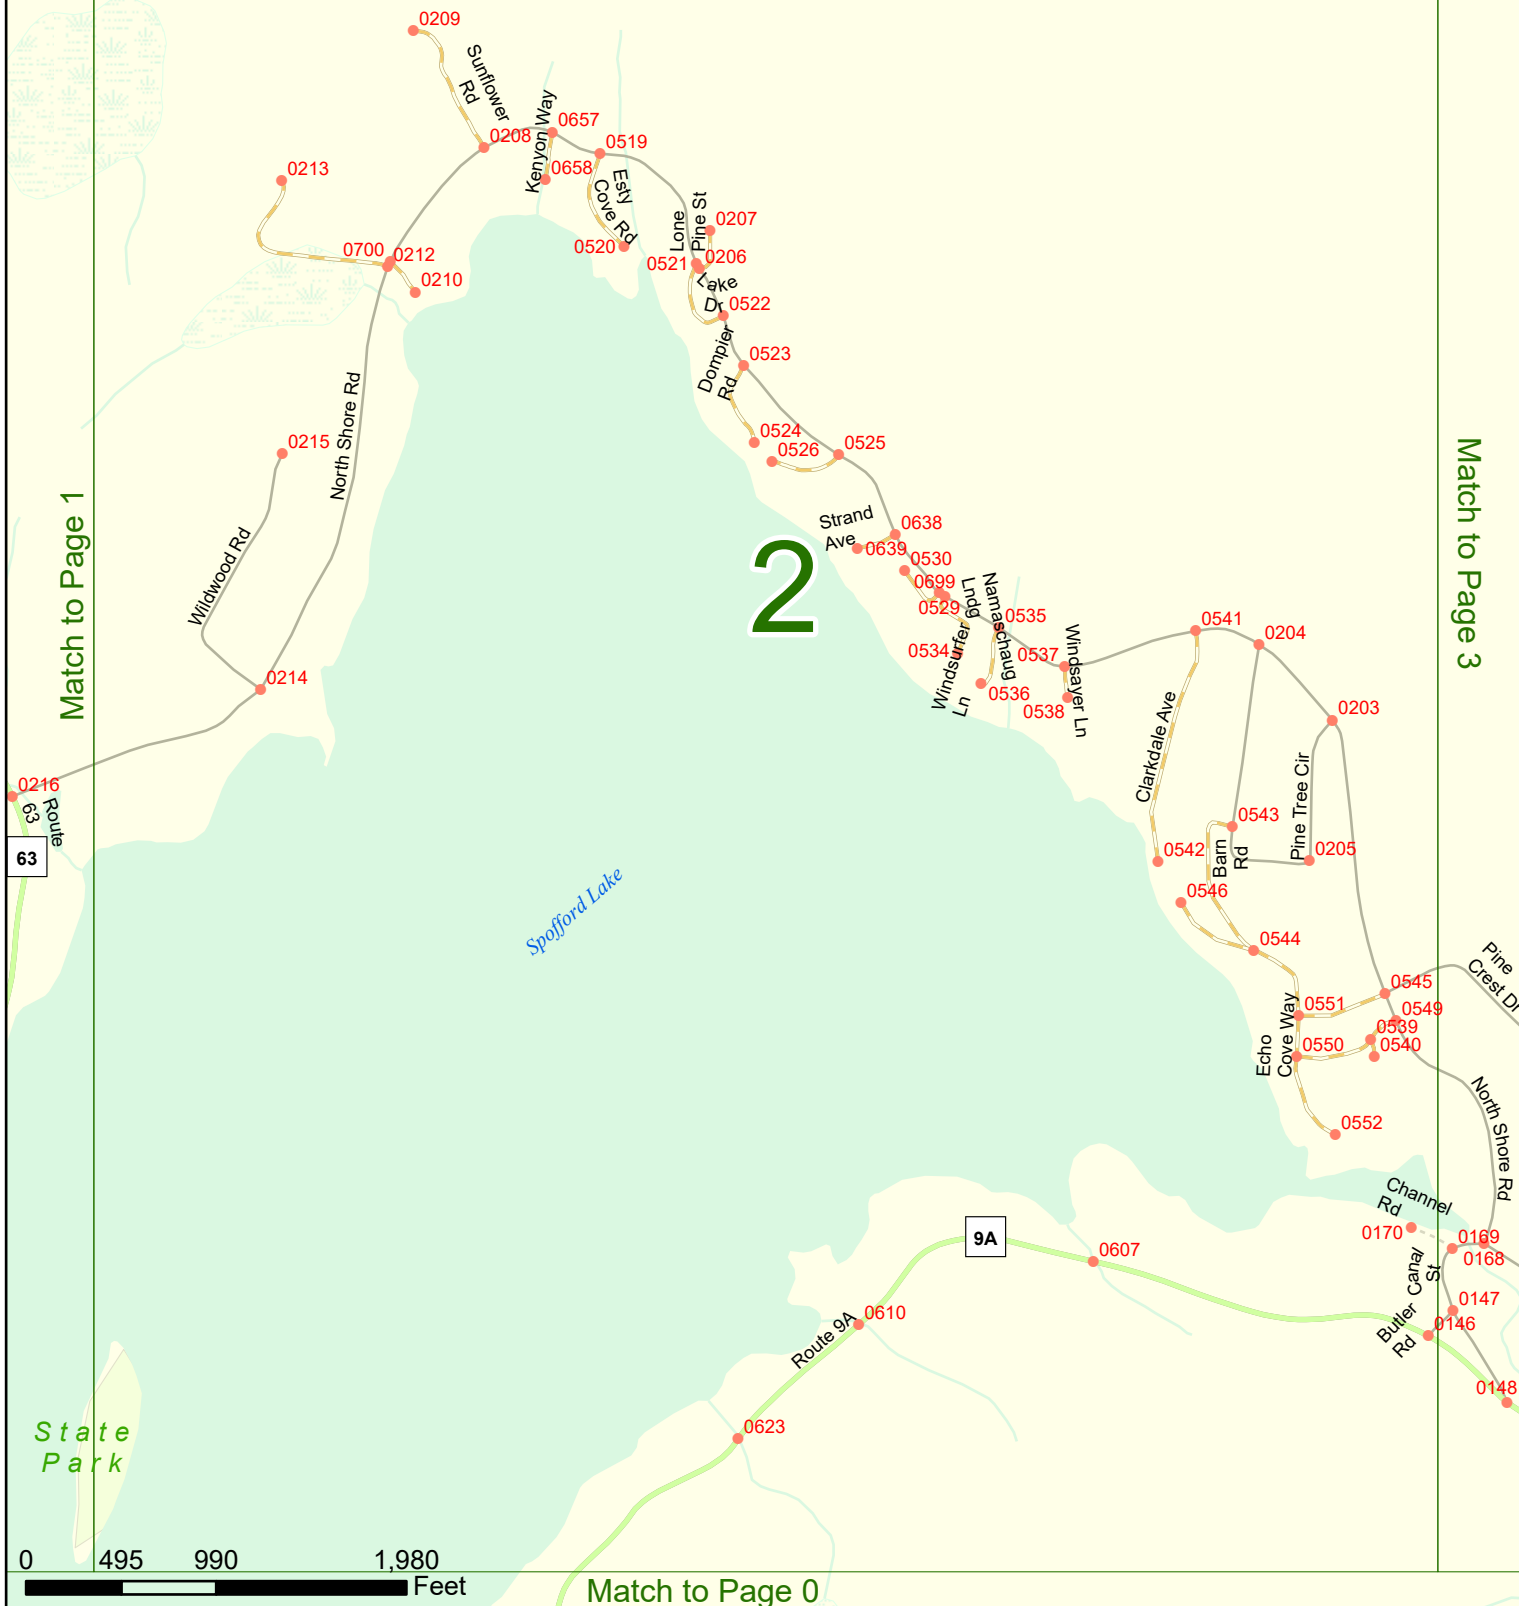 0209
Sunflower
Rd
0208
Kenyon Way
0657
0519
0658
0213
Esty
Cove Rd
0520
Lone
Pine St
0207
0700
0212
0210
0521
0206
Lake
Dr
0522
Dompier
Rd
0523
North Shore Rd
0215
0524
0526
0525
Match to Page 1
Match to Page 3
Wildwood Rd
Strand
Ave
0638
0639
2
0530
0699
0529
Lndg
Namaschaug
0535
0534
Windsurfer
Ln
0536
0537
0538
Windsayer Ln
0541
0204
0214
0203
Clarkdale Ave
Pine Tree Cir
0216
Route
63
63
0543
Barn
Rd
0542
0205
0546
Spofford Lake
0544
Pine
Crest Dr
0545
0551
0549
0539
Echo
Cove Way
0550
0540
North Shore Rd
0552
Channel
Rd
0170
0169
0168
9A
0607
Canal
St
0147
Butler
Rd
0146
0610
Route 9A
0148
0623
State
Park
0 495 990 1,980
Feet
Match to Page 0